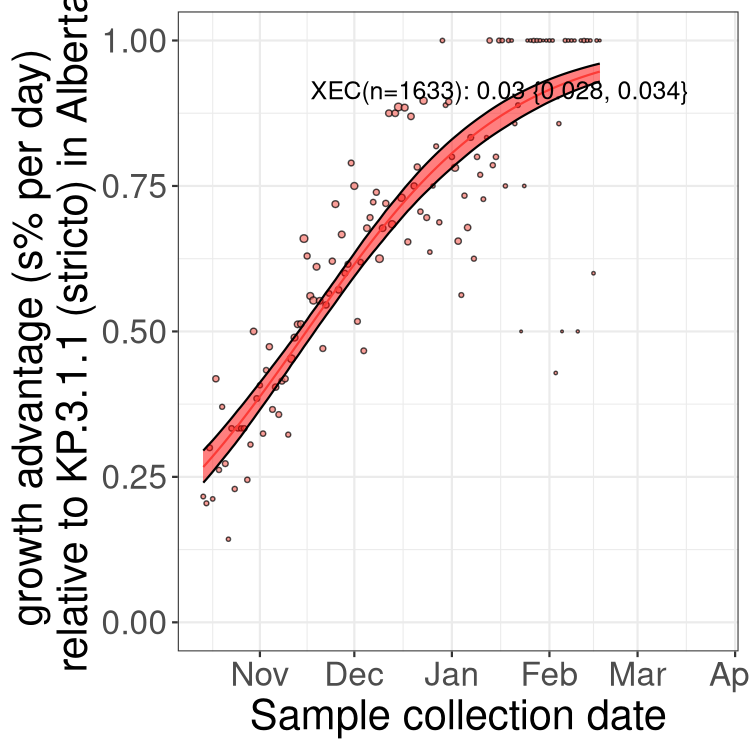 growth advantage (s% per day)
relative to KP.3.1.1 (stricto) in Alberta
1.00
0.75
0.50
0.25
0.00
XEC(n=1633): 0.03 {0.028, 0.034}
Nov Dec Jan Feb Mar Ap
Sample collection date